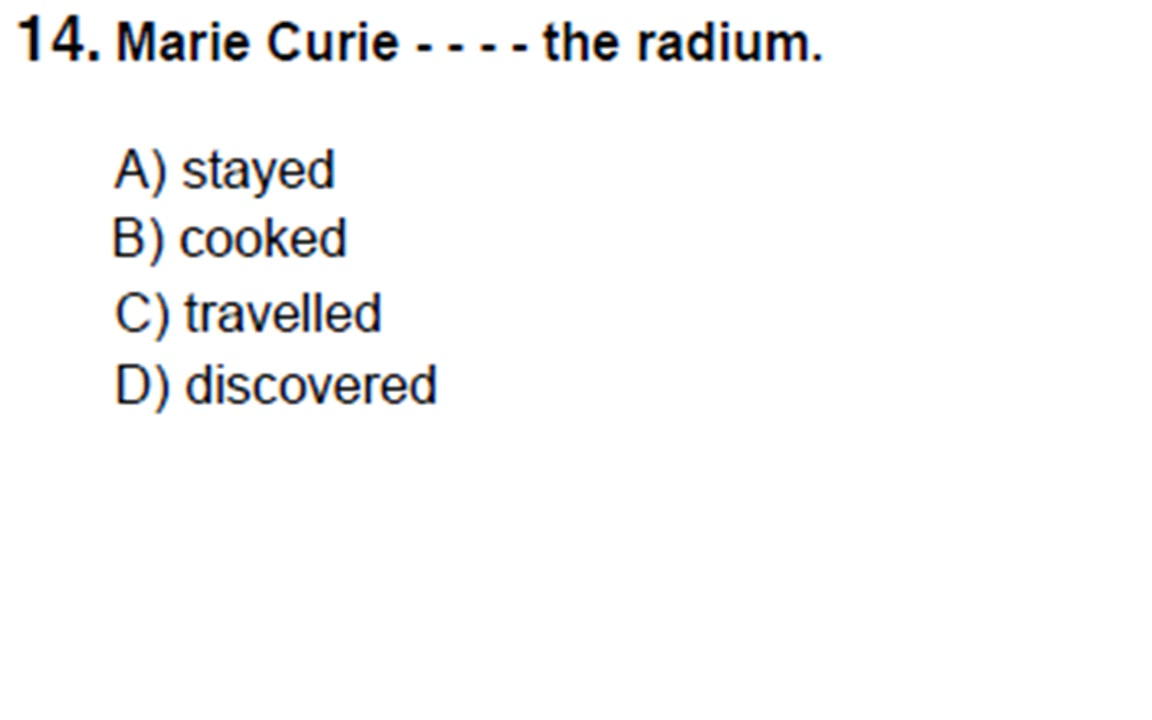 14. Marie Curie - - - - the radium.
A) stayed
B) cooked
C) travelled
D) discovered